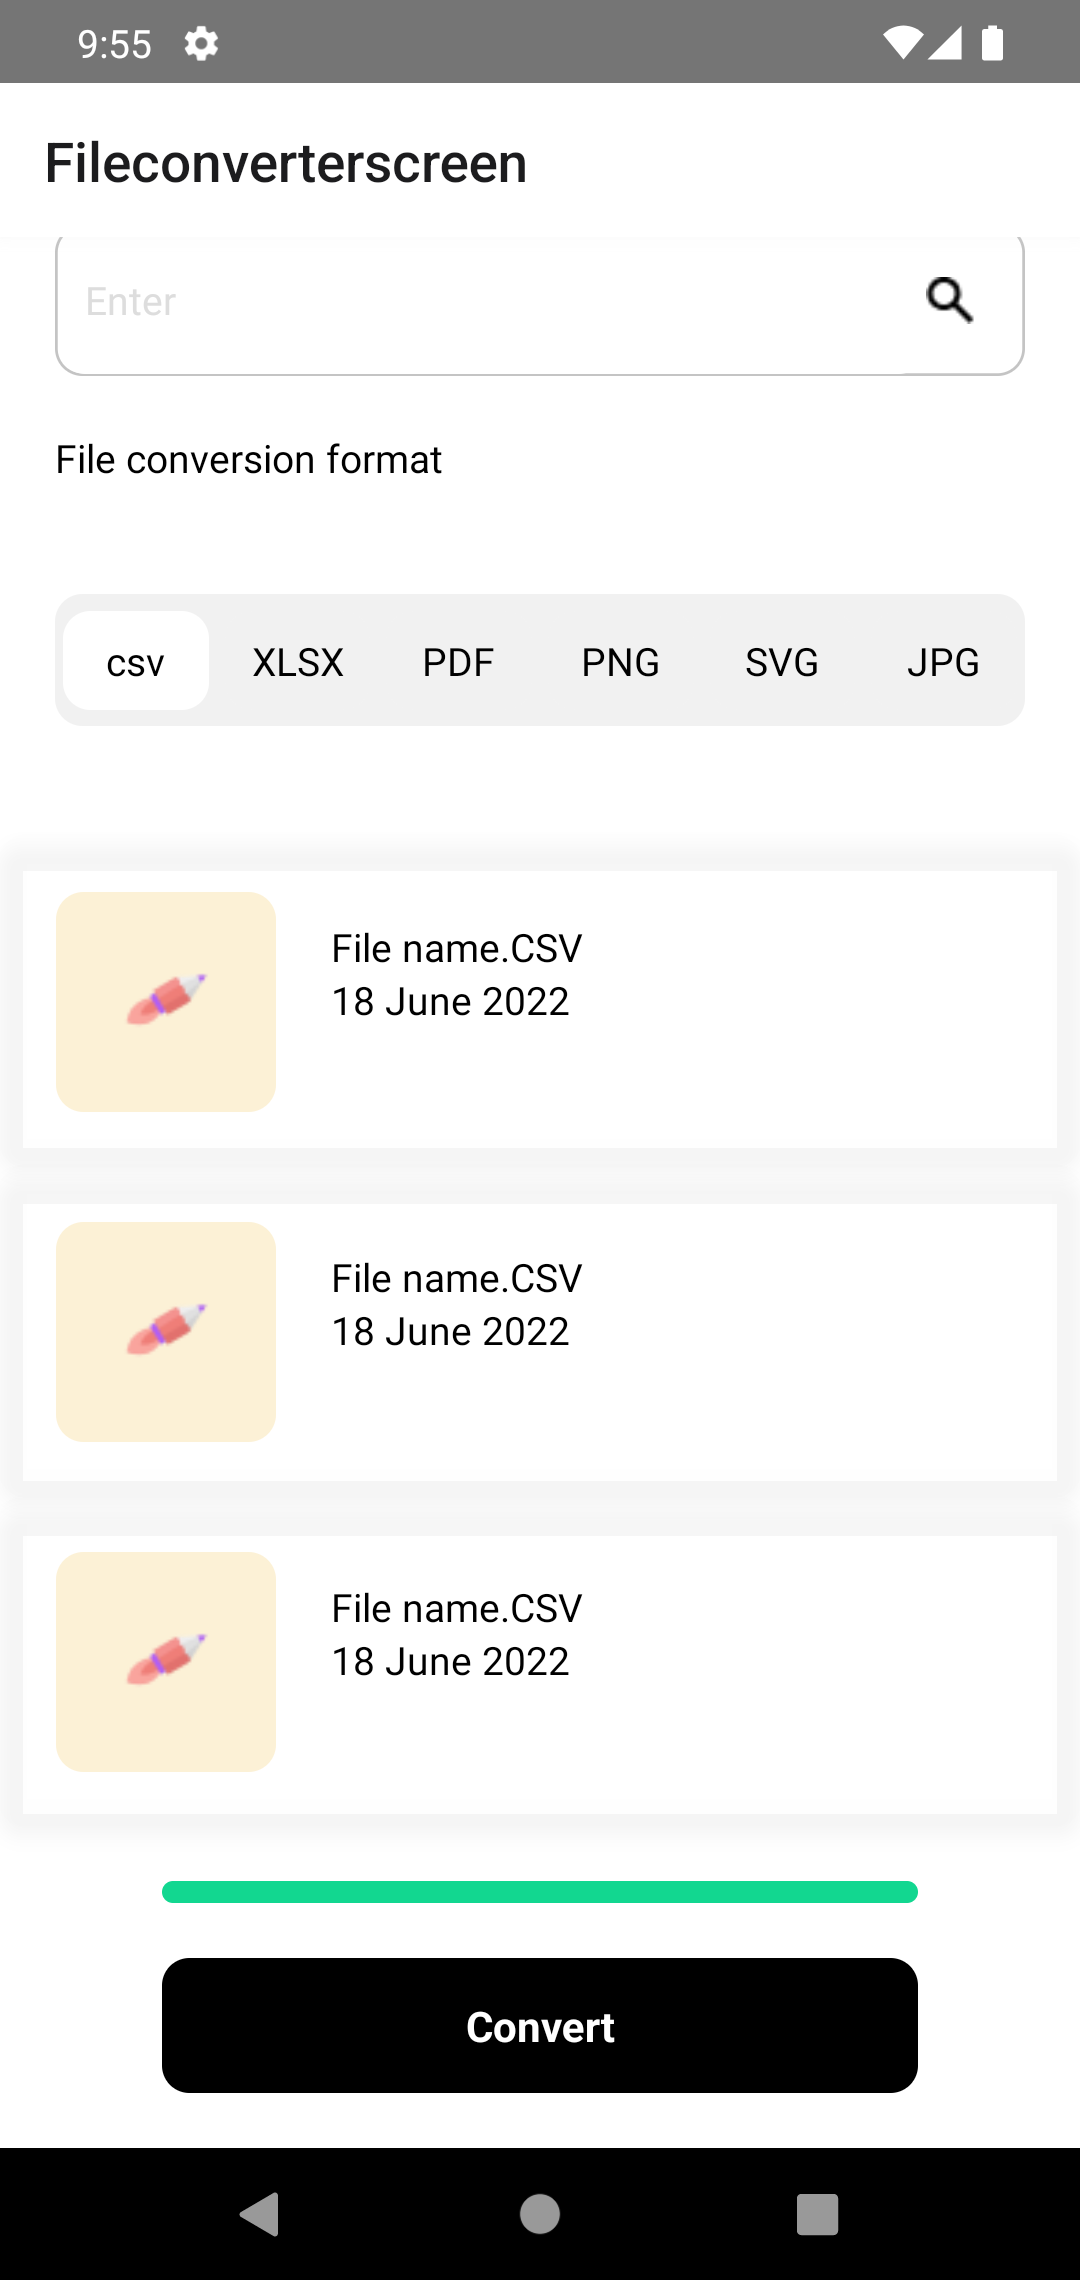 9:55
Fileconverterscreen
Enter
File conversion format
csv XLSX PDF PNG SVG JPG
File name.CSV
18 June 2022
File name.CSV
18 June 2022
File name.CSV
18 June 2022
Convert